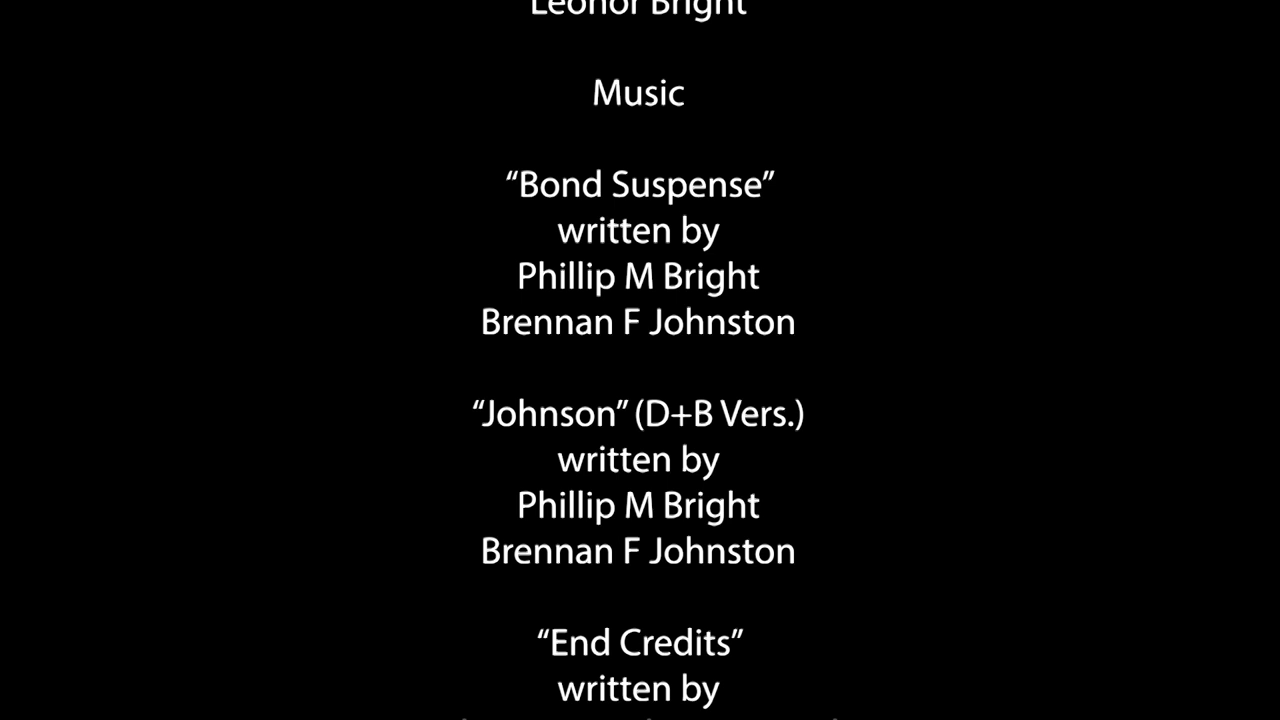 Leonor Bright
Music
“Bond Suspense”
written by
Phillip M Bright
Brennan F Johnston
“Johnson” (D+B Vers.)
written by
Phillip M Bright
Brennan F Johnston
“End Credits”
written by